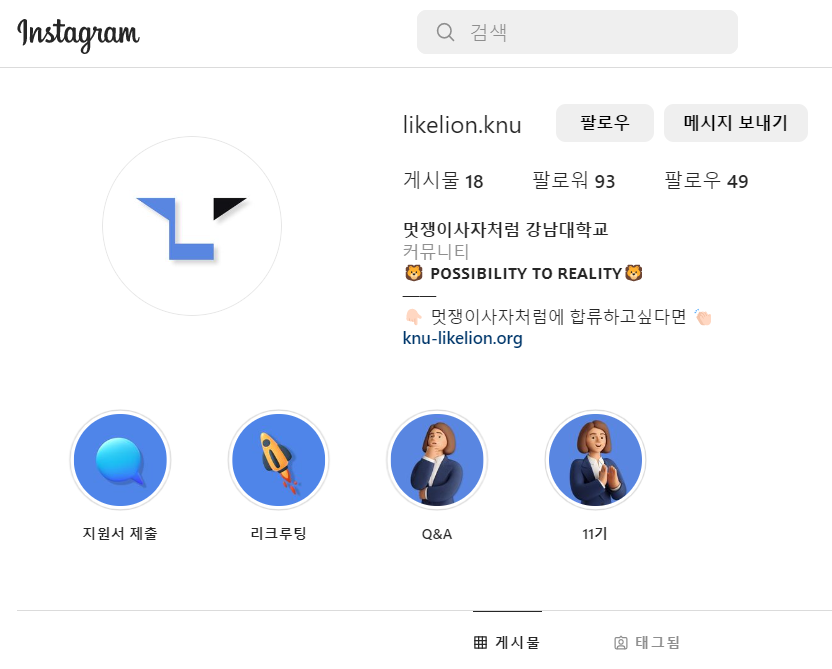 Instagram
검색
likelion.knu 팔로우 메시지 보내기
게시물 18 팔로워 93 팔로우 49
멋쟁이사자처럼 강남대학교
커뮤니티
🦁 POSSIBILITY TO REALITY🦁
——
👇🏻 멋쟁이사자처럼에 합류하고싶다면 👏🏻
knu-likelion.org
지원서 제출 리크루팅 Q&A 11기
게시물 태그됨